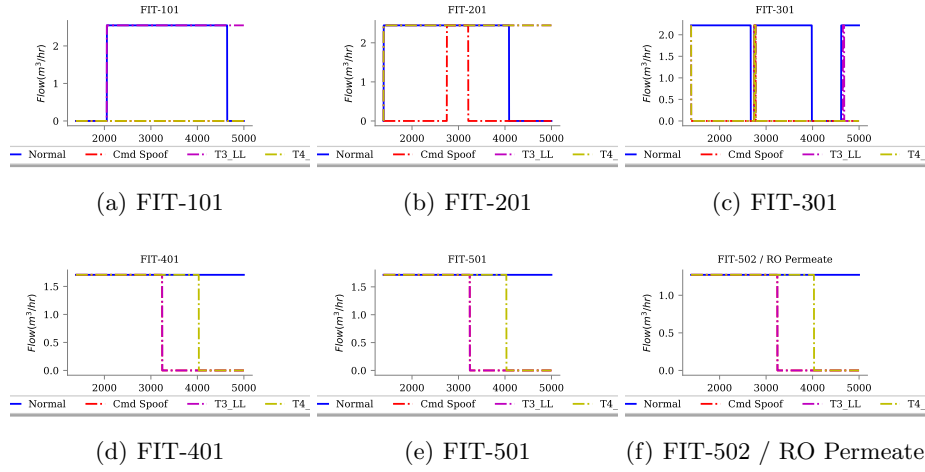 FIT-101
Flow(m³/hr)
2
1
0
2000 3000 4000 5000
Normal Cmd Spoof T3_LL T4_
(a) FIT-101
FIT-201
Flow(m³/hr)
2
1
0
2000 3000 4000 5000
Normal Cmd Spoof T3_LL T4_
(b) FIT-201
FIT-301
Flow(m³/hr)
2.0
1.5
1.0
0.5
0.0
2000 3000 4000 5000
Normal Cmd Spoof T3_LL T4_
(c) FIT-301
FIT-401
Flow(m³/hr)
1.5
1.0
0.5
0.0
2000 3000 4000 5000
Normal Cmd Spoof T3_LL T4_
(d) FIT-401
FIT-501
Flow(m³/hr)
1.5
1.0
0.5
0.0
2000 3000 4000 5000
Normal Cmd Spoof T3_LL T4_
(e) FIT-501
FIT-502 / RO Permeate
Flow(m³/hr)
1.0
0.5
0.0
2000 3000 4000 5000
Normal Cmd Spoof T3_LL T4_
(f) FIT-502 / RO Permeate